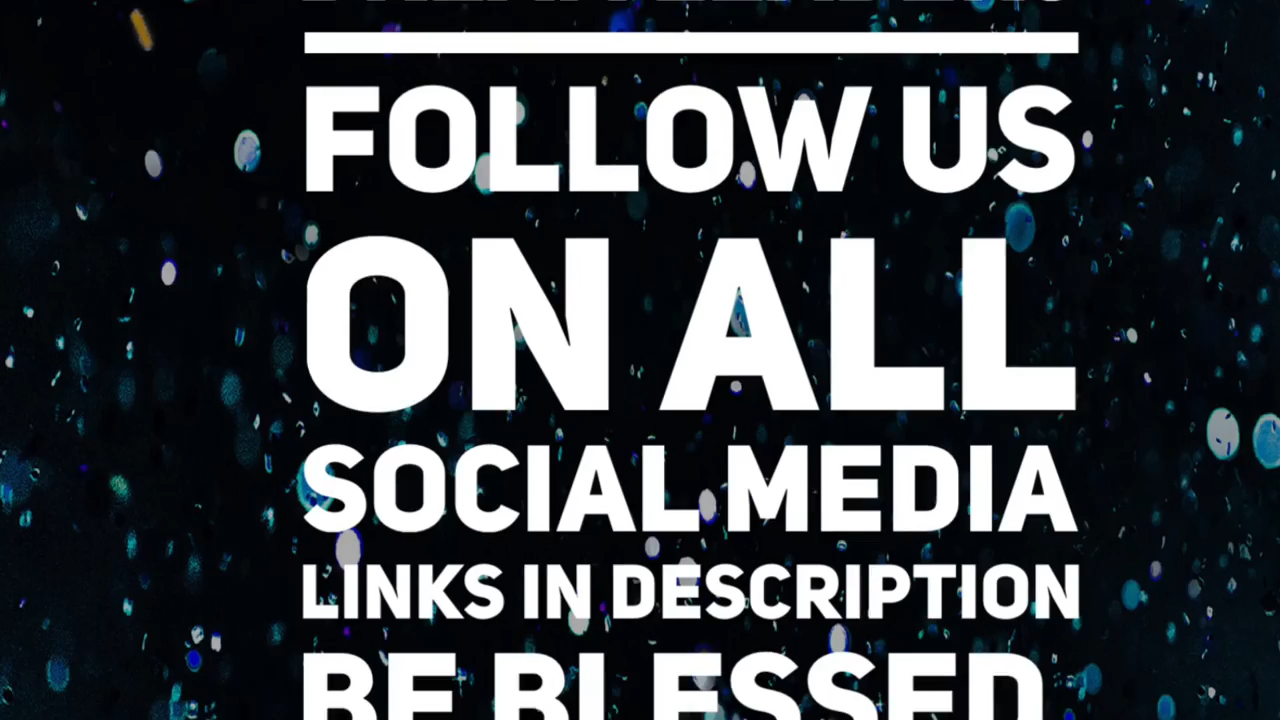 FOLLOW US
ON ALL
SOCIAL MEDIA
LINKS IN DESCRIPTION
BE BLESSED